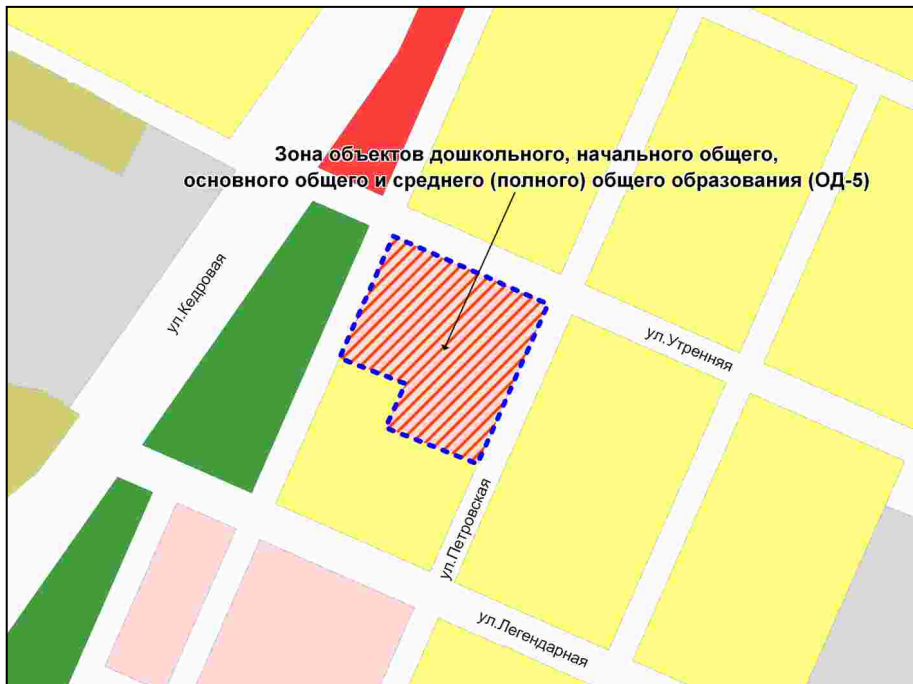 Зона объектов дошкольного, начального общего,
основного общего и среднего (полного) общего образования (ОД-5)
ул.Кедровая
ул.Утренняя
ул.Петровская
ул.Легендарная